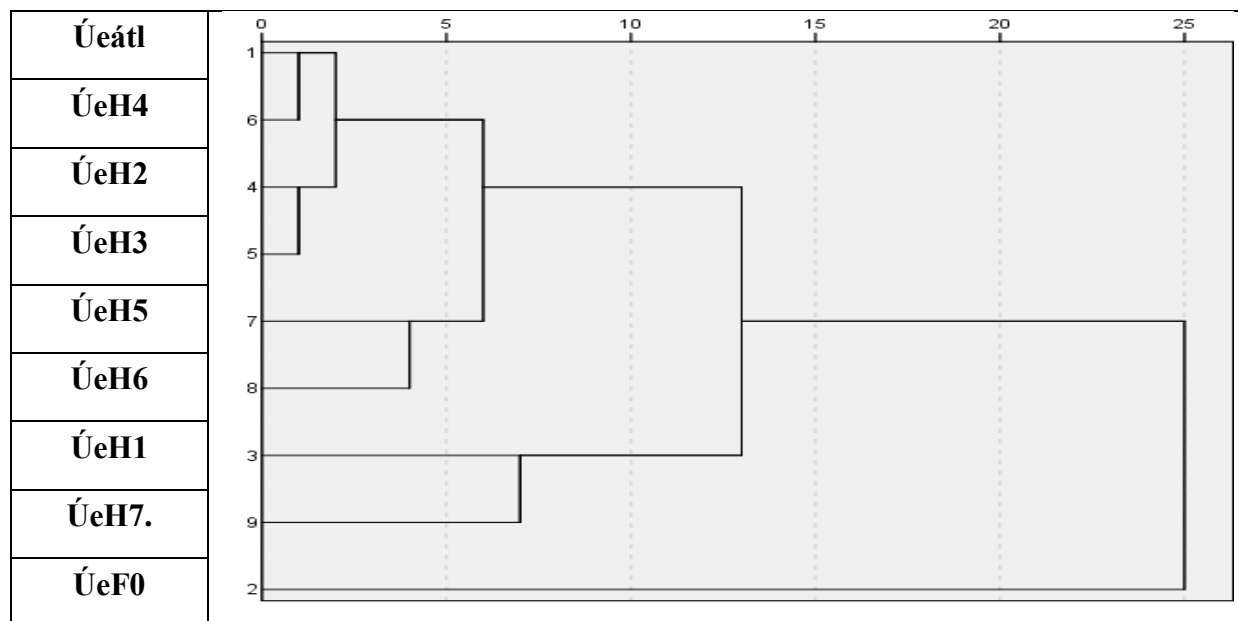 0 5 10 15 20 25
Úeátl 1
ÚeH4 6
ÚeH2 4
ÚeH3 5
ÚeH5 7
ÚeH6 8
ÚeH1 3
ÚeH7. 9
ÚeF0 2